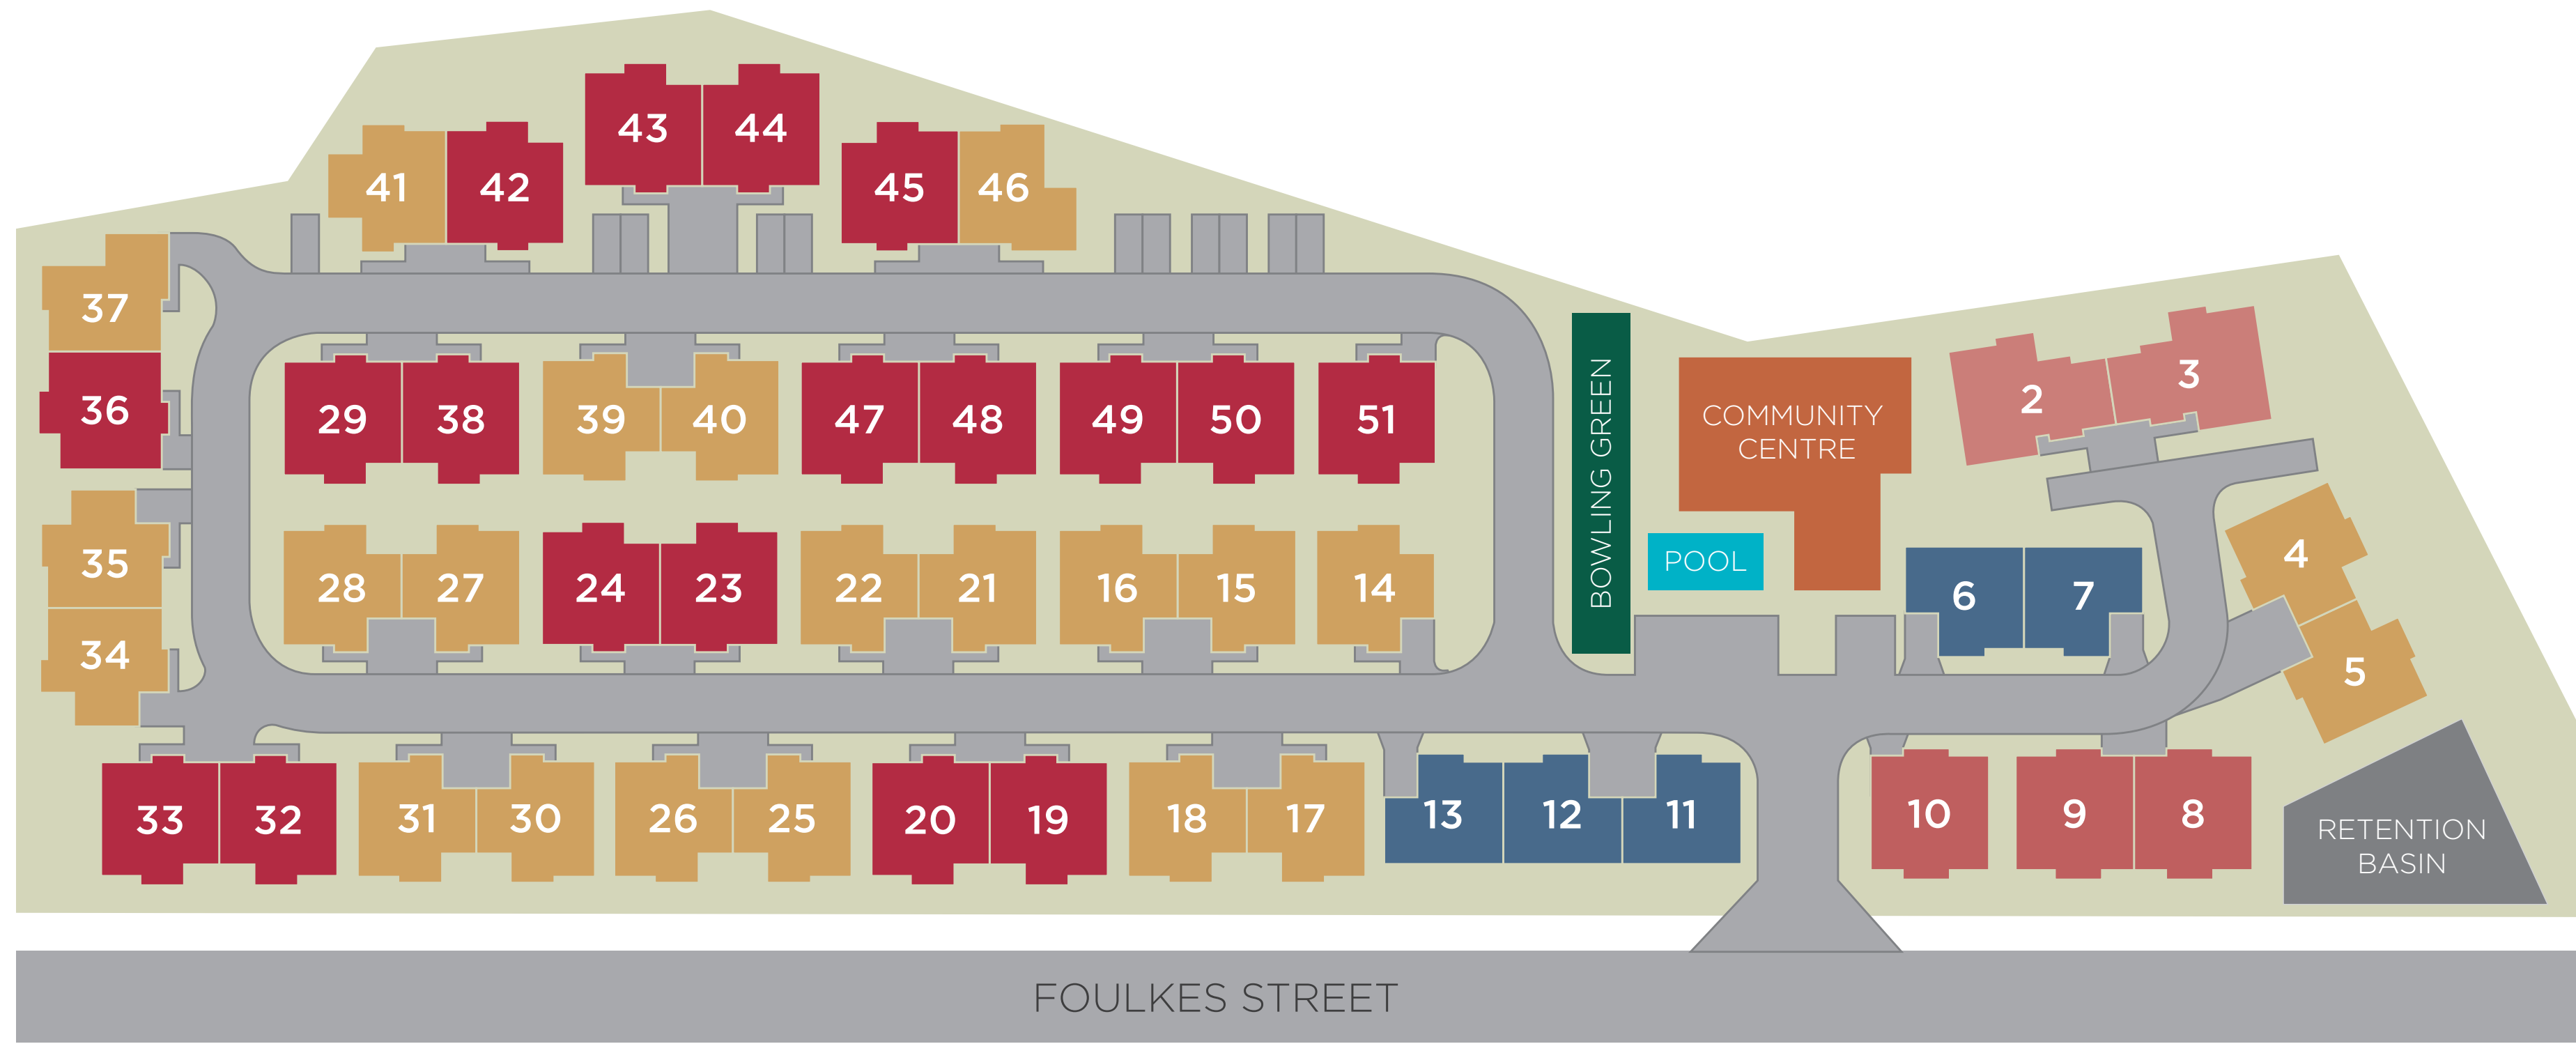 43 44
41 42 45 46
37
36
29 38 39 40 47 48 49 50 51
35
28 27 24 23 22 21 16 15 14
34
33 32 31 30 26 25 20 19 18 17 13 12 11 10 9 8
BOWLING GREEN
COMMUNITY
CENTRE
POOL
2 3
4
6 7
5
RETENTION
BASIN
FOULKES STREET